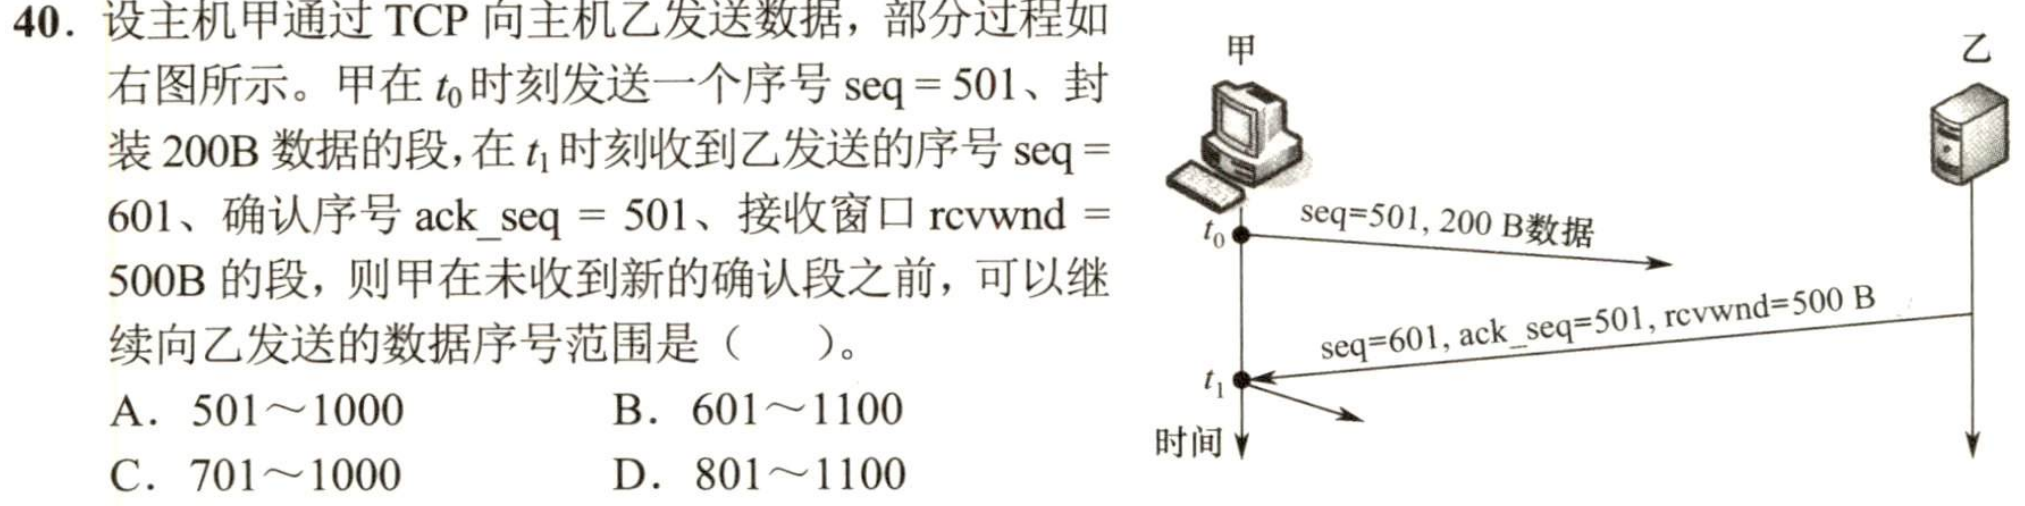 40. 设主机甲通过 TCP 向主机乙发送数据，部分过程如
右图所示。甲在 t₀ 时刻发送一个序号 seq = 501、封
装 200B 数据的段，在 t₁ 时刻收到乙发送的序号 seq =
601、确认序号 ack_seq = 501、接收窗口 rcvwnd =
500B 的段，则甲在未收到新的确认段之前，可以继
续向乙发送的数据序号范围是（  ）。
A. 501～1000 B. 601～1100
C. 701～1000 D. 801～1100
甲 乙
t₀ seq=501, 200 B数据
seq=601, ack_seq=501, rcvwnd=500 B
t₁
时间